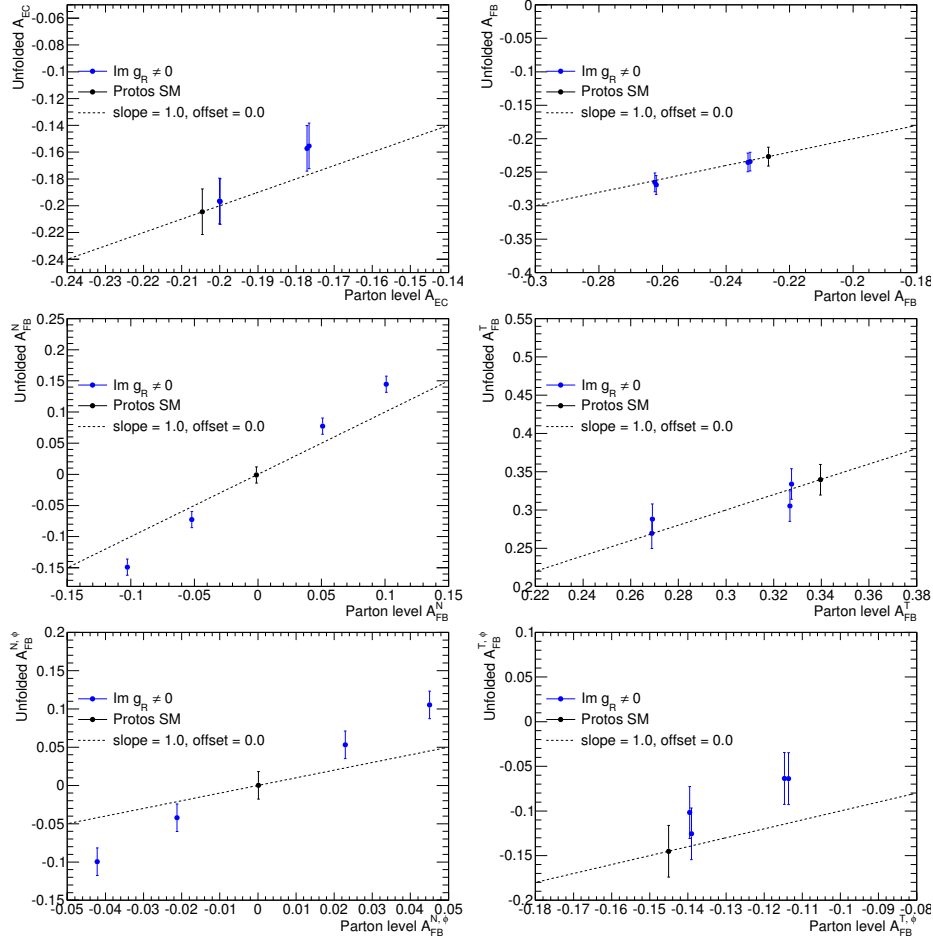 Unfolded A_EC
-0.06
-0.08
-0.1
-0.12
-0.14
-0.16
-0.18
-0.2
-0.22
-0.24
Im g_R ≠ 0
Protos SM
slope = 1.0, offset = 0.0
-0.24 -0.23 -0.22 -0.21 -0.2 -0.19 -0.18 -0.17 -0.16 -0.15 -0.14
Parton level A_EC
Unfolded A_FB
0
-0.05
-0.1
-0.15
-0.2
-0.25
-0.3
-0.35
-0.4
Im g_R ≠ 0
Protos SM
slope = 1.0, offset = 0.0
-0.3 -0.28 -0.26 -0.24 -0.22 -0.2 -0.18
Parton level A_FB
Unfolded A_FB^N
0.25
0.2
0.15
0.1
0.05
0
-0.05
-0.1
-0.15
Im g_R ≠ 0
Protos SM
slope = 1.0, offset = 0.0
-0.15 -0.1 -0.05 0 0.05 0.1 0.15
Parton level A_FB^N
Unfolded A_FB^T
0.55
0.5
0.45
0.4
0.35
0.3
0.25
0.2
Im g_R ≠ 0
Protos SM
slope = 1.0, offset = 0.0
0.22 0.24 0.26 0.28 0.3 0.32 0.34 0.36 0.38
Parton level A_FB^T
Unfolded A_FB^N, φ
0.2
0.15
0.1
0.05
0
-0.05
-0.1
-0.15
Im g_R ≠ 0
Protos SM
slope = 1.0, offset = 0.0
-0.05 -0.04 -0.03 -0.02 -0.01 0 0.01 0.02 0.03 0.04 0.05
Parton level A_FB^N, φ
Unfolded A_FB^T, φ
0.1
0.05
0
-0.05
-0.1
-0.15
-0.2
Im g_R ≠ 0
Protos SM
slope = 1.0, offset = 0.0
-0.18 -0.17 -0.16 -0.15 -0.14 -0.13 -0.12 -0.11 -0.1 -0.09 -0.08
Parton level A_FB^T, φ